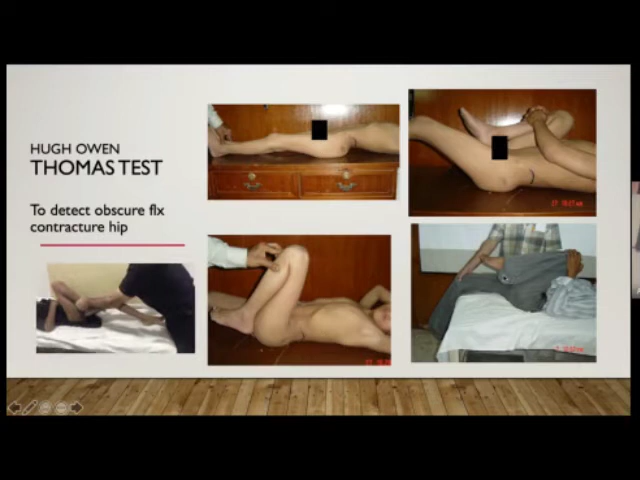 HUGH OWEN
THOMAS TEST
To detect obscure flx
contracture hip